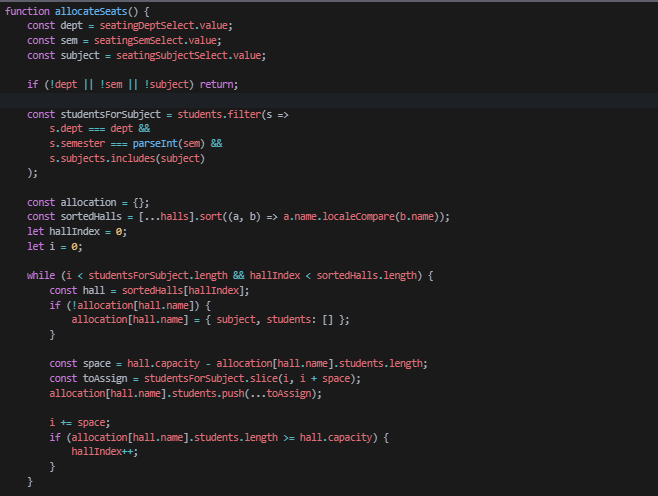 function allocateSeats() {
    const dept = seatingDeptSelect.value;
    const sem = seatingSemSelect.value;
    const subject = seatingSubjectSelect.value;

    if (!dept || !sem || !subject) return;

    const studentsForSubject = students.filter(s =>
        s.dept === dept &&
        s.semester === parseInt(sem) &&
        s.subjects.includes(subject)
    );

    const allocation = {};
    const sortedHalls = [...halls].sort((a, b) => a.name.localeCompare(b.name));
    let hallIndex = 0;
    let i = 0;

    while (i < studentsForSubject.length && hallIndex < sortedHalls.length) {
        const hall = sortedHalls[hallIndex];
        if (!allocation[hall.name]) {
            allocation[hall.name] = { subject, students: [] };
        }

        const space = hall.capacity - allocation[hall.name].students.length;
        const toAssign = studentsForSubject.slice(i, i + space);
        allocation[hall.name].students.push(...toAssign);

        i += space;
        if (allocation[hall.name].students.length >= hall.capacity) {
            hallIndex++;
        }
    }